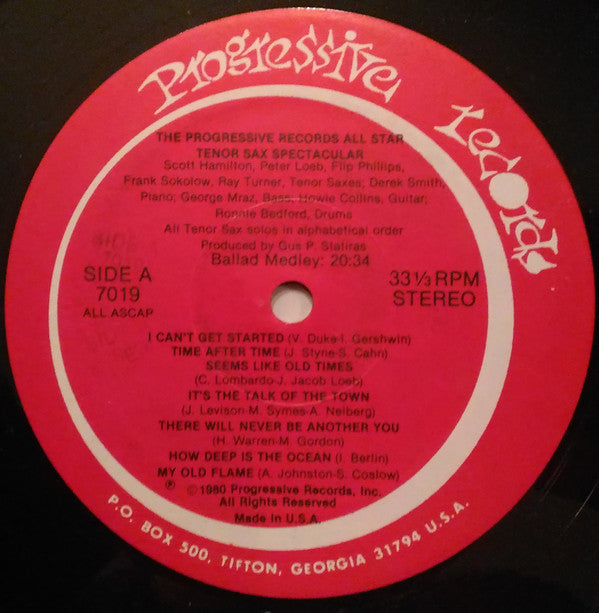 Progressive Records
THE PROGRESSIVE RECORDS ALL STAR
TENOR SAX SPECTACULAR
Scott Hamilton, Peter Loeb, Flip Phillips,
Frank Sokolow, Ray Turner, Tenor Saxes; Derek Smith,
Piano; George Mraz, Bass; Howie Collins, Guitar;
Ronnie Bedford, Drums
All Tenor Sax solos in alphabetical order
Produced by Gus P. Statiras
Ballad Medley: 20:34
SIDE A
7019
ALL ASCAP
33 1/3 RPM
STEREO
I CAN'T GET STARTED (V. Duke-I. Gershwin)
TIME AFTER TIME (J. Styne-S. Cahn)
SEEMS LIKE OLD TIMES
(C. Lombardo-J. Jacob Loeb)
IT'S THE TALK OF THE TOWN
(J. Levison-M. Symes-A. Neiberg)
THERE WILL NEVER BE ANOTHER YOU
(H. Warren-M. Gordon)
HOW DEEP IS THE OCEAN (I. Berlin)
MY OLD FLAME (A. Johnston-S. Coslow)
℗ ©1980 Progressive Records, Inc.
All Rights Reserved
Made in U.S.A.
P.O. BOX 500, TIFTON, GEORGIA 31794 U.S.A.